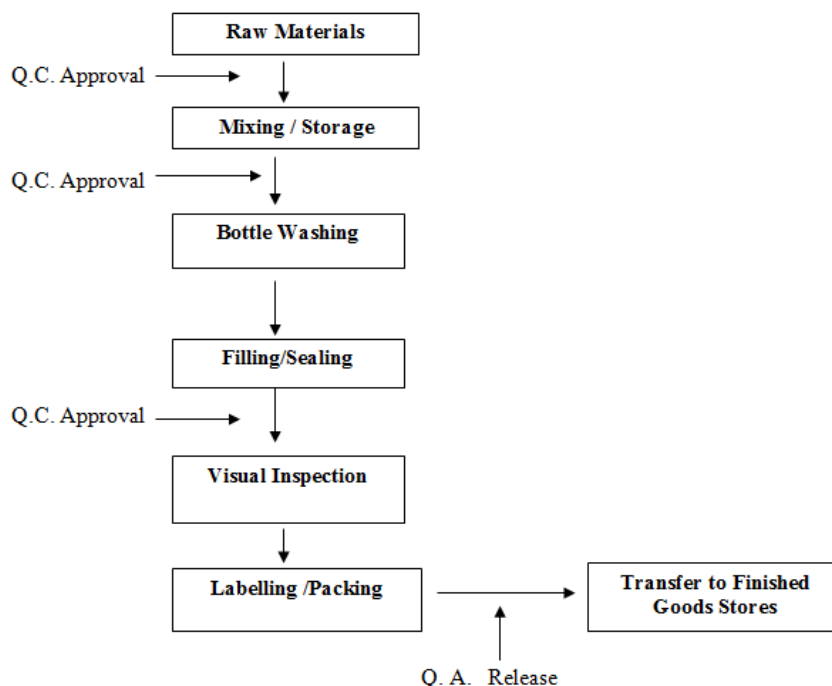 Raw Materials
Q.C. Approval
Mixing / Storage
Q.C. Approval
Bottle Washing
Filling/Sealing
Q.C. Approval
Visual Inspection
Labelling /Packing
Transfer to Finished
Goods Stores
Q. A. Release